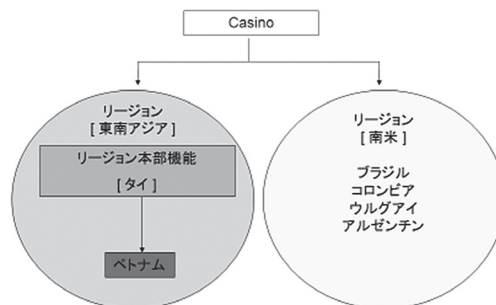 Casino
リージョン
[ 東南アジア ]
リージョン本部機能
[ タイ ]
ベトナム
リージョン
[ 南米 ]
ブラジル
コロンビア
ウルグアイ
アルゼンチン